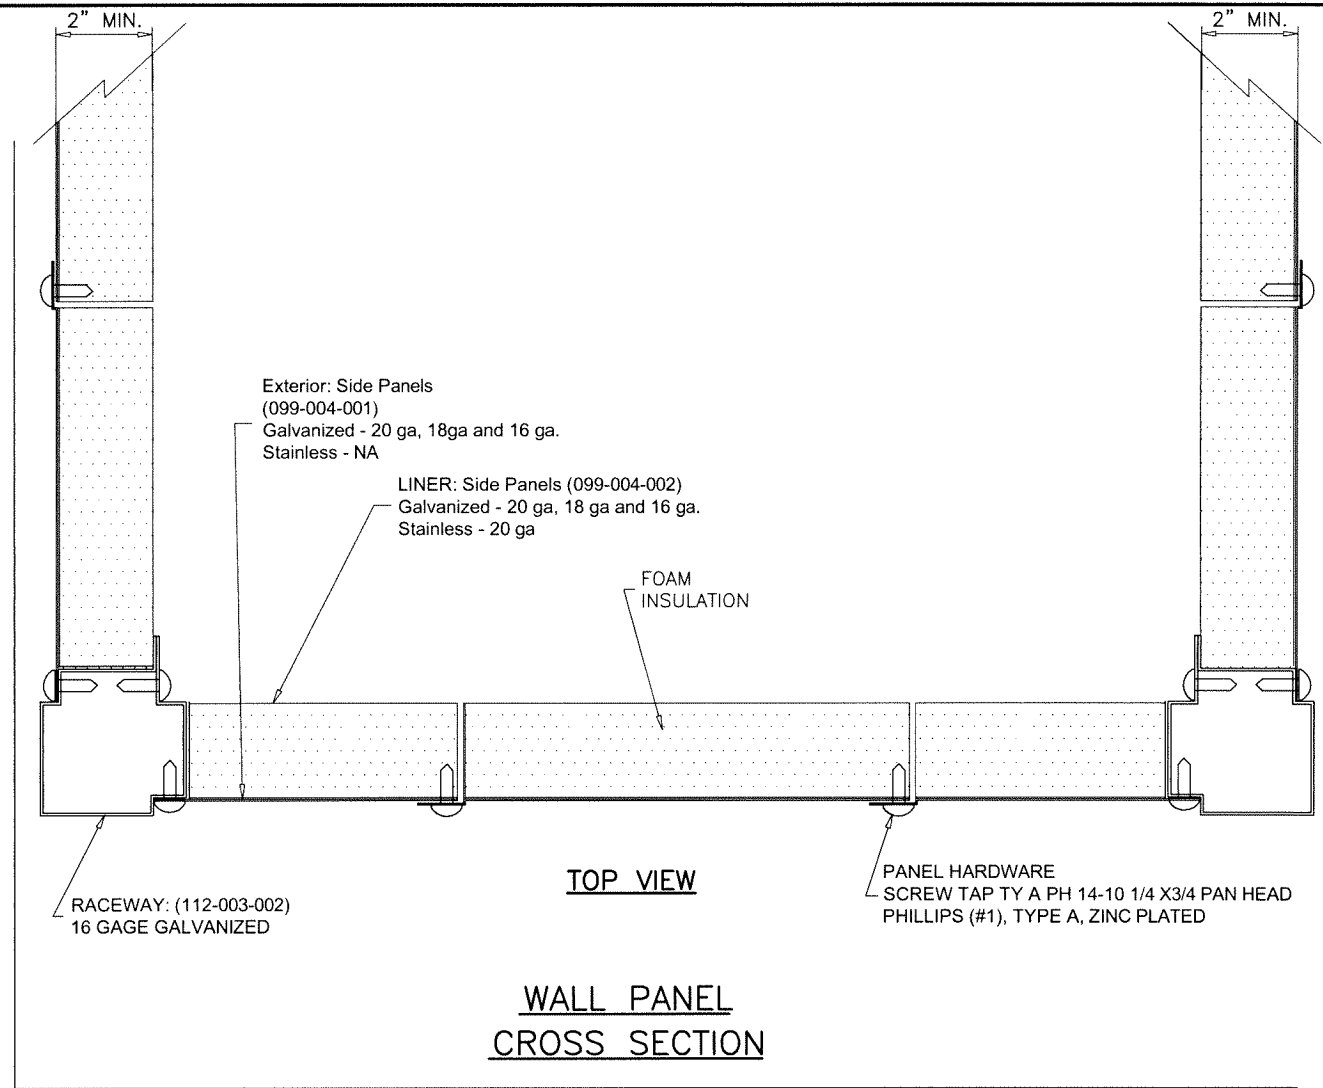 2" MIN.
2" MIN.
Exterior: Side Panels
(099-004-001)
Galvanized - 20 ga, 18ga and 16 ga.
Stainless - NA
LINER: Side Panels (099-004-002)
Galvanized - 20 ga, 18 ga and 16 ga.
Stainless - 20 ga
FOAM
INSULATION
TOP VIEW
PANEL HARDWARE
SCREW TAP TY A PH 14-10 1/4 X3/4 PAN HEAD
PHILLIPS (#1), TYPE A, ZINC PLATED
RACEWAY: (112-003-002)
16 GAGE GALVANIZED
WALL PANEL
CROSS SECTION